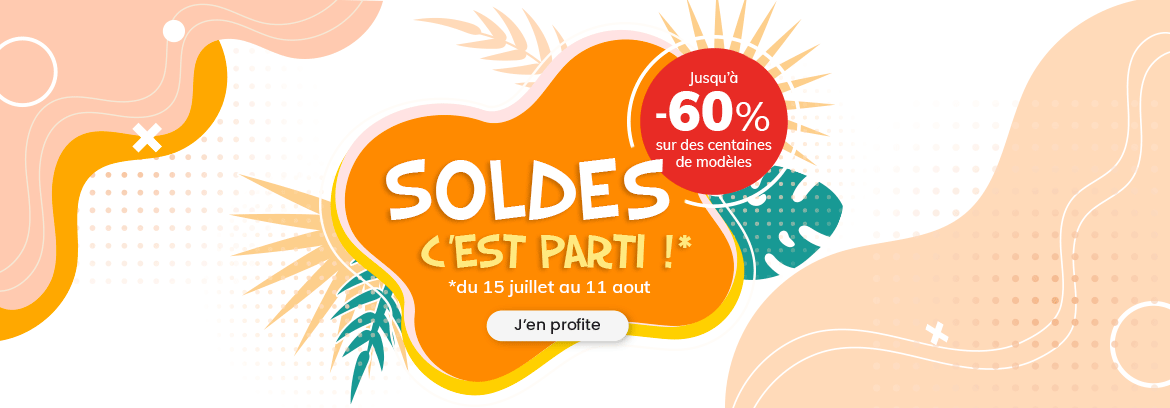 Jusqu'à
-60%
sur des centaines
de modèles
SOLDES
C'EST PARTI !*
*du 15 juillet au 11 aout
J'en profite